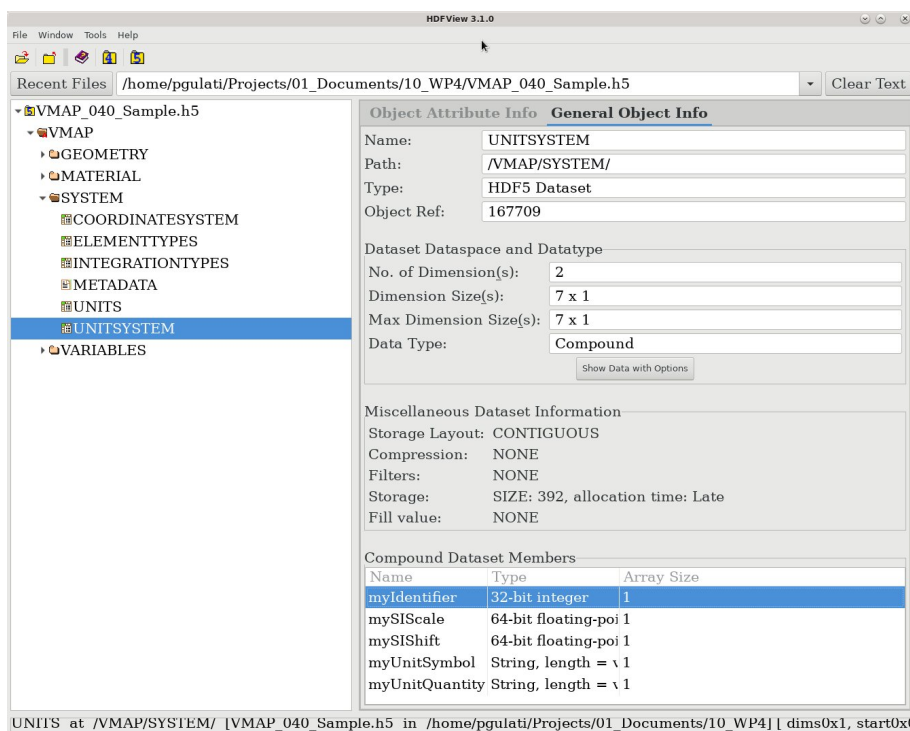 HDFView 3.1.0
File Window Tools Help
Recent Files /home/pgulati/Projects/01_Documents/10_WP4/VMAP_040_Sample.h5 Clear Text
VMAP_040_Sample.h5
VMAP
GEOMETRY
MATERIAL
SYSTEM
COORDINATESYSTEM
ELEMENTTYPES
INTEGRATIONTYPES
METADATA
UNITS
UNITSYSTEM
VARIABLES
Object Attribute Info General Object Info
Name: UNITSYSTEM
Path: /VMAP/SYSTEM/
Type: HDF5 Dataset
Object Ref: 167709
Dataset Dataspace and Datatype
No. of Dimension(s): 2
Dimension Size(s): 7 x 1
Max Dimension Size(s): 7 x 1
Data Type: Compound
Show Data with Options
Miscellaneous Dataset Information
Storage Layout: CONTIGUOUS
Compression: NONE
Filters: NONE
Storage: SIZE: 392, allocation time: Late
Fill value: NONE
Compound Dataset Members
Name Type Array Size
myIdentifier 32-bit integer 1
mySIScale 64-bit floating-poi 1
mySIShift 64-bit floating-poi 1
myUnitSymbol String, length = v 1
myUnitQuantity String, length = v 1
UNITS at /VMAP/SYSTEM/ [VMAP_040_Sample.h5 in /home/pgulati/Projects/01_Documents/10_WP4] [ dims0x1, start0x